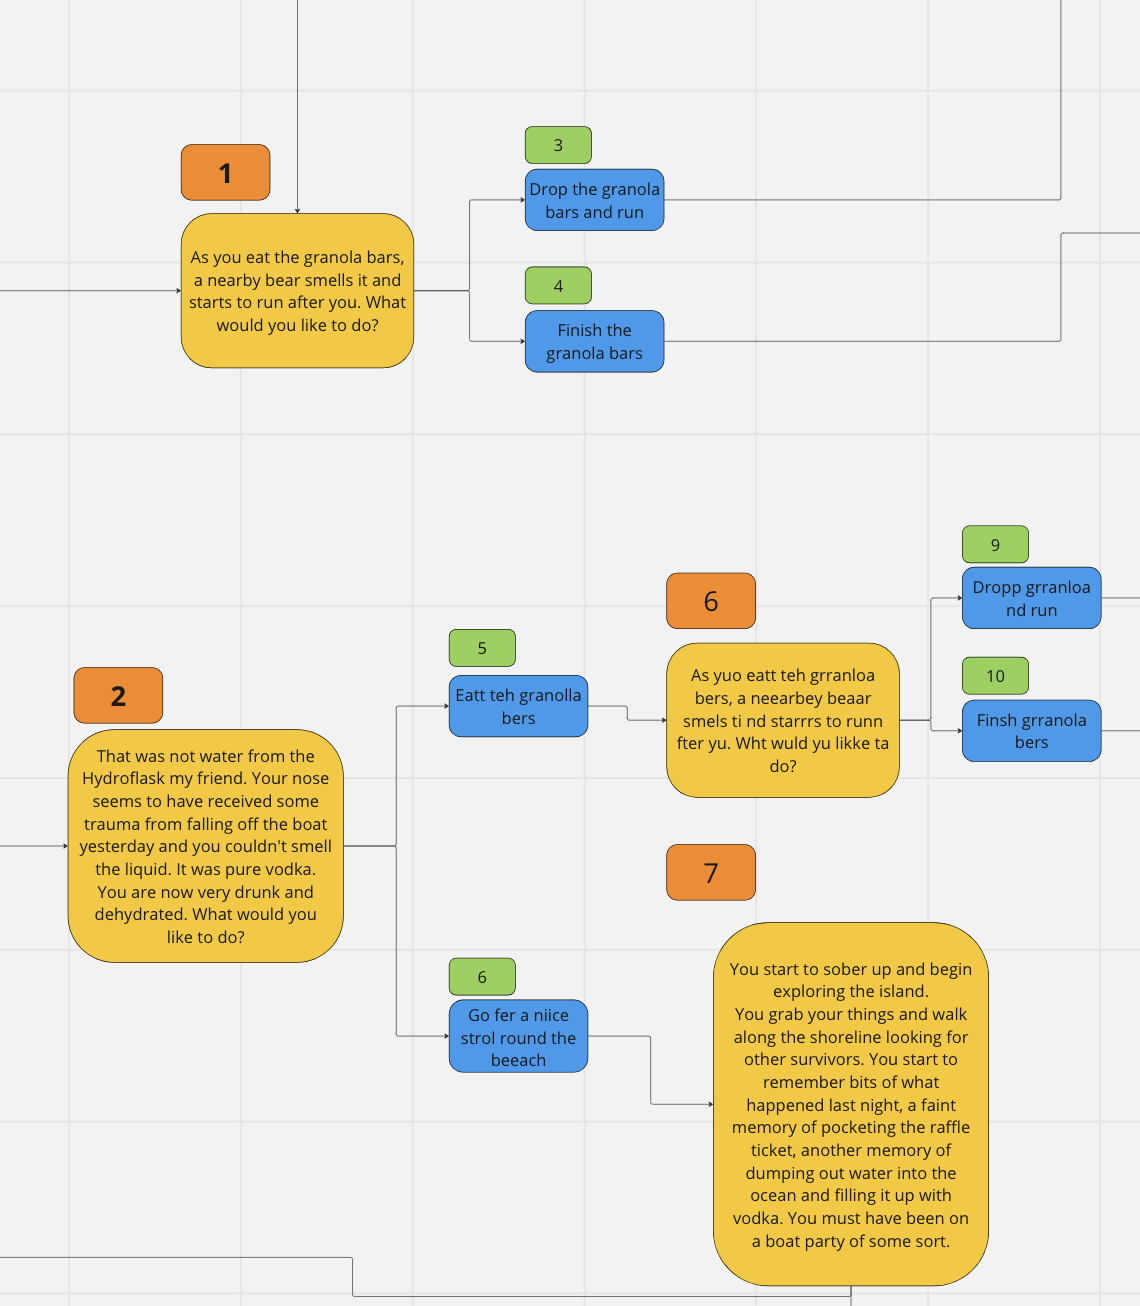 1
As you eat the granola bars,
a nearby bear smells it and
starts to run after you. What
would you like to do?
3
Drop the granola
bars and run
4
Finish the
granola bars
2
That was not water from the
Hydroflask my friend. Your nose
seems to have received some
trauma from falling off the boat
yesterday and you couldn't smell
the liquid. It was pure vodka.
You are now very drunk and
dehydrated. What would you
like to do?
5
Eatt teh granolla
bers
6
As yuo eatt teh grranloa
bers, a neearbey beaar
smels ti nd starrrs to runn
fter yu. Wht wuld yu likke ta
do?
9
Dropp grranloa
nd run
10
Finsh grranola
bers
6
Go fer a niice
strol round the
beeach
7
You start to sober up and begin
exploring the island.
You grab your things and walk
along the shoreline looking for
other survivors. You start to
remember bits of what
happened last night, a faint
memory of pocketing the raffle
ticket, another memory of
dumping out water into the
ocean and filling it up with
vodka. You must have been on
a boat party of some sort.